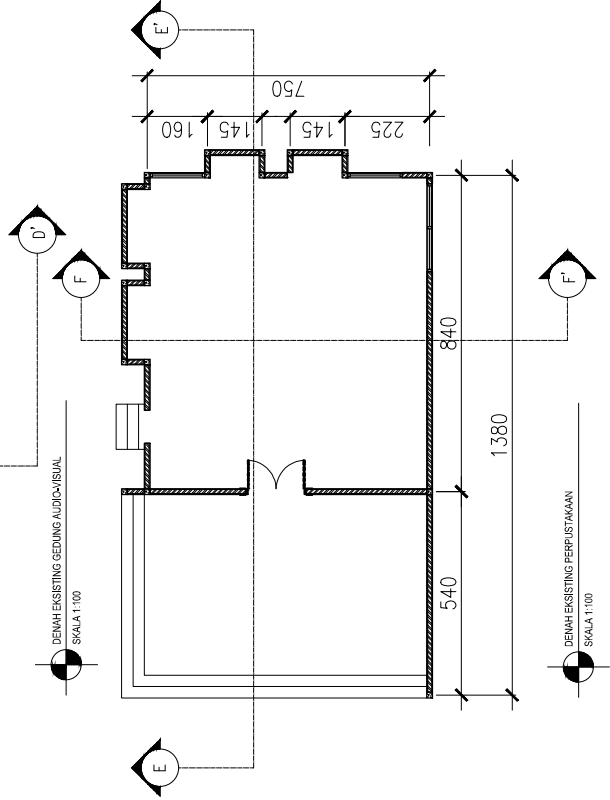 E'
750
160
145
145
225
D'
F
F'
840
1380
540
DENAH EKSISTING GEDUNG AUDIO-VISUAL
SKALA 1:100
DENAH EKSISTING PERPUSTAKAAN
SKALA 1:100
E